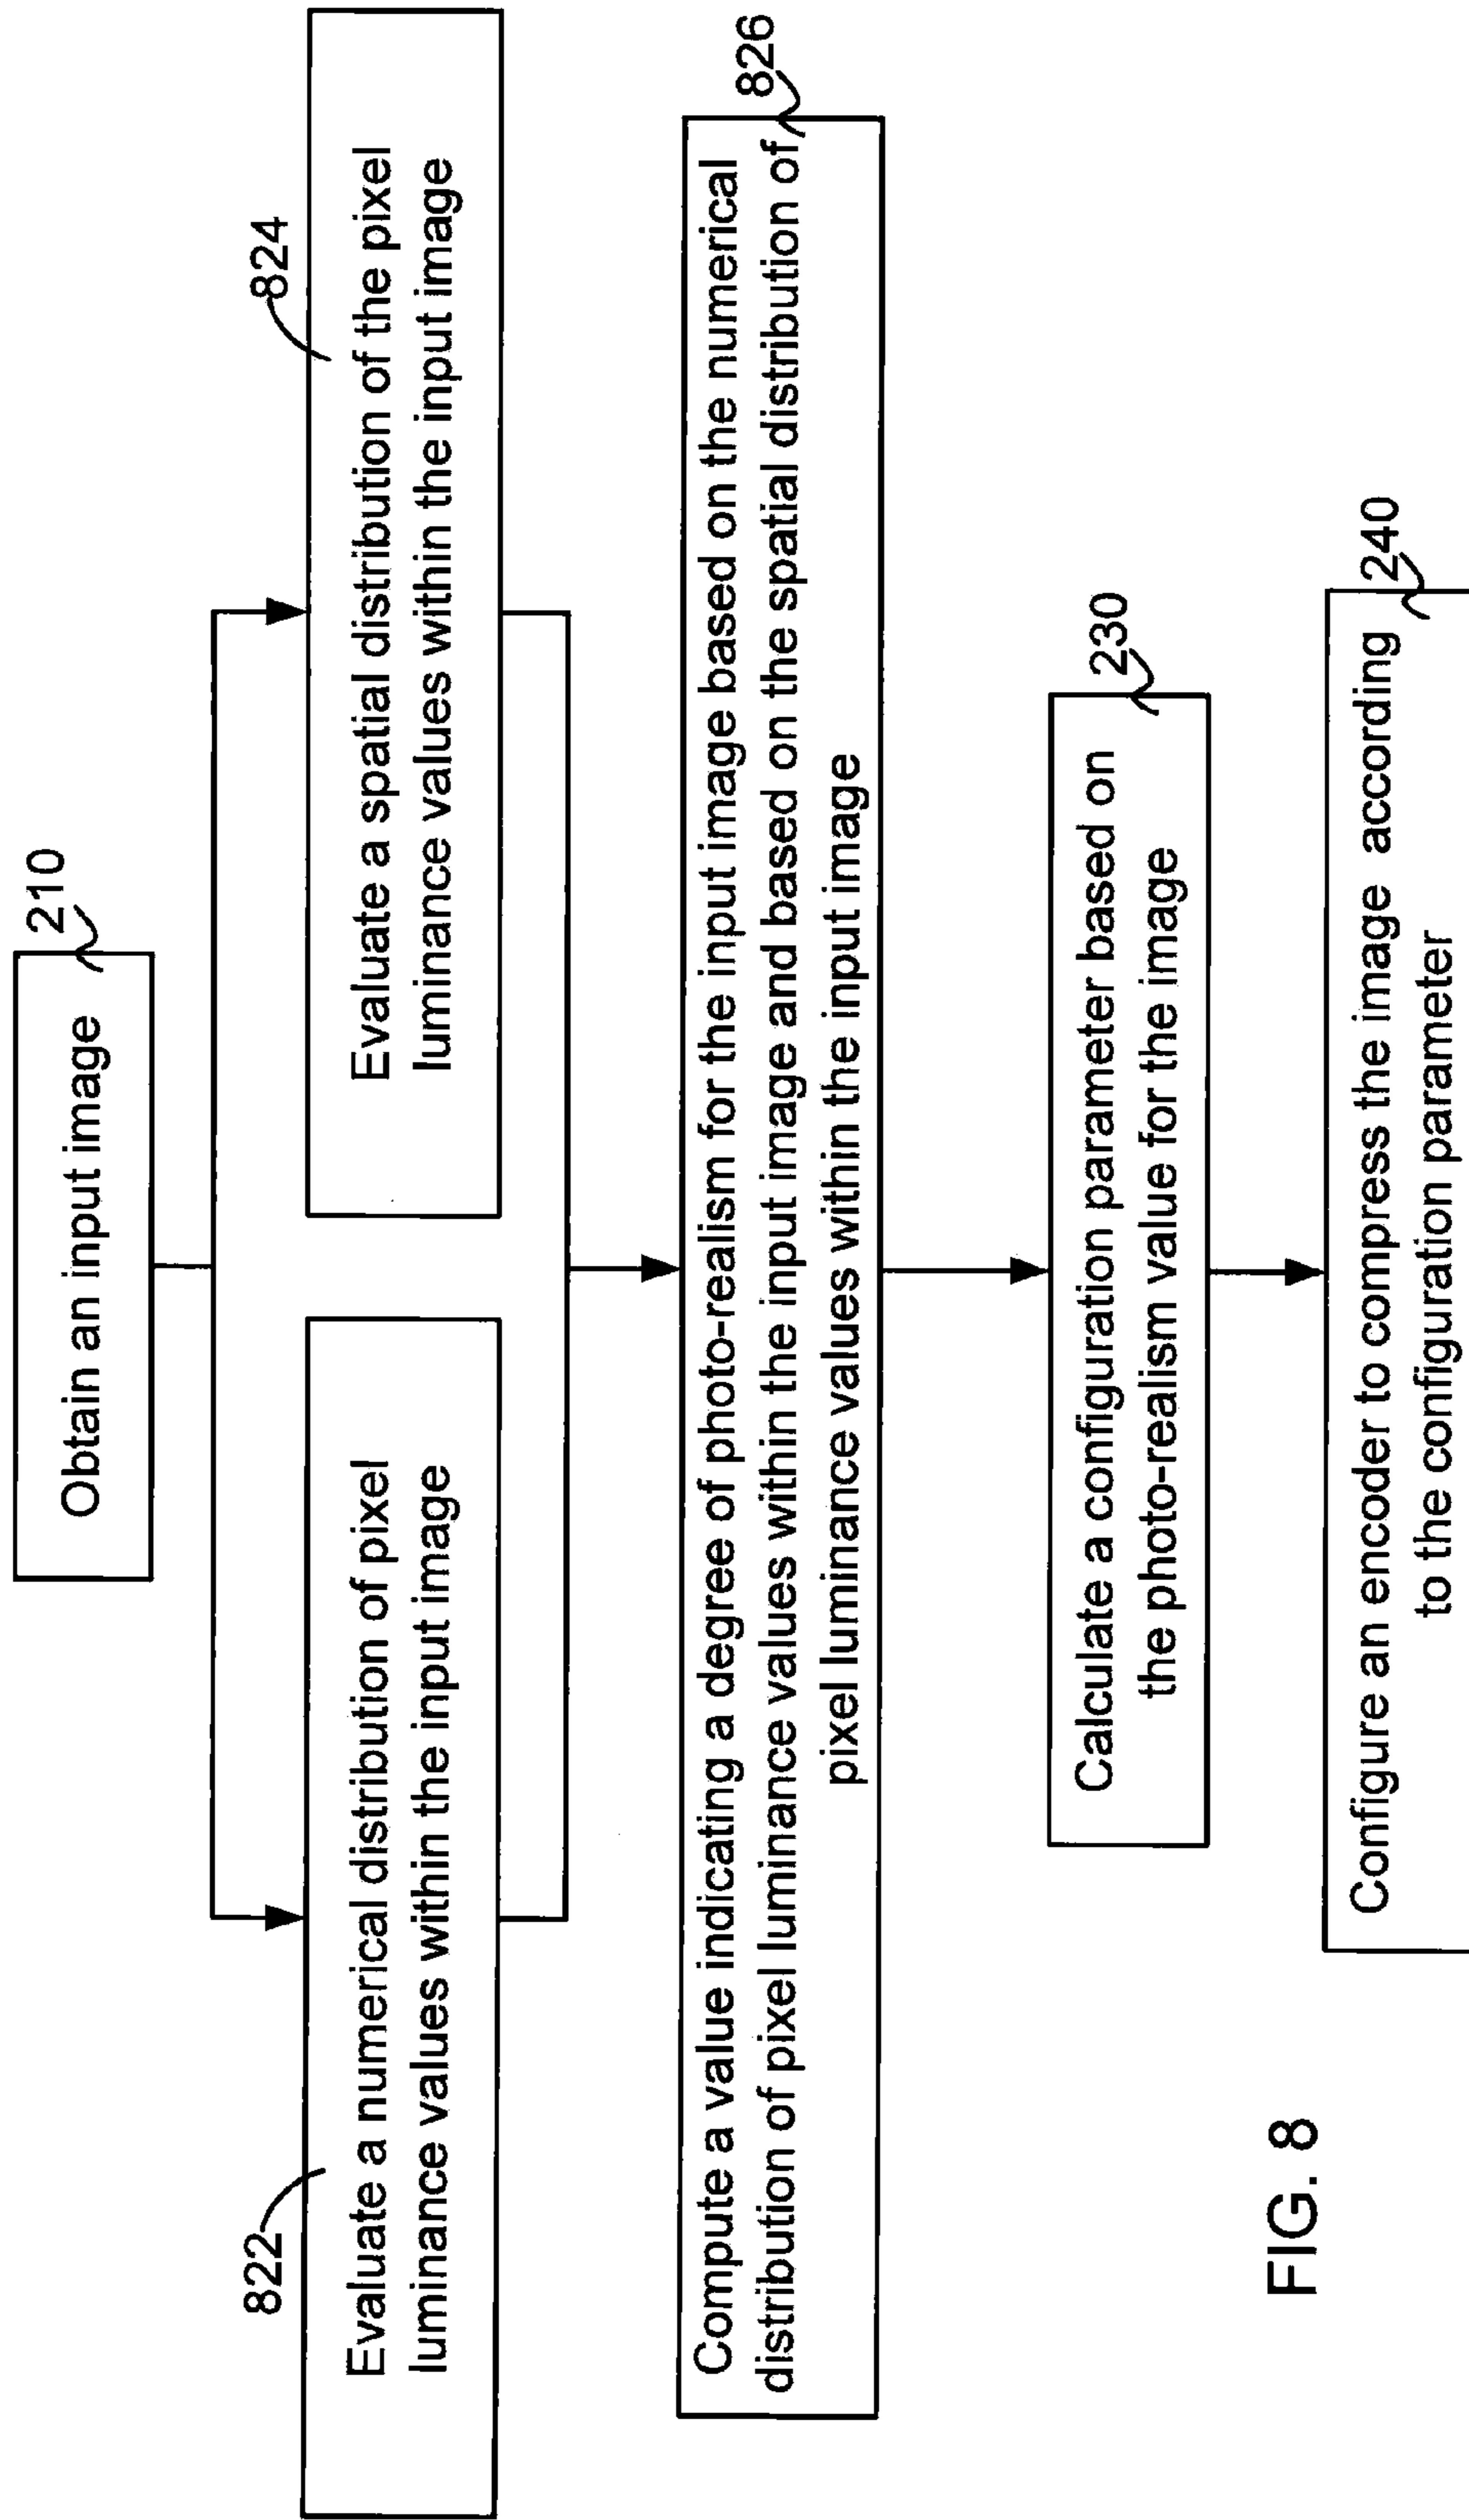 210
Obtain an input image
822
Evaluate a numerical distribution of pixel
luminance values within the input image
824
Evaluate a spatial distribution of the pixel
luminance values within the input image
826
Compute a value indicating a degree of photo-realism for the input image based on the numerical
distribution of pixel luminance values within the input image and based on the spatial distribution of
pixel luminance values within the input image
230
Calculate a configuration parameter based on
the photo-realism value for the image
240
Configure an encoder to compress the image according
to the configuration parameter
FIG. 8